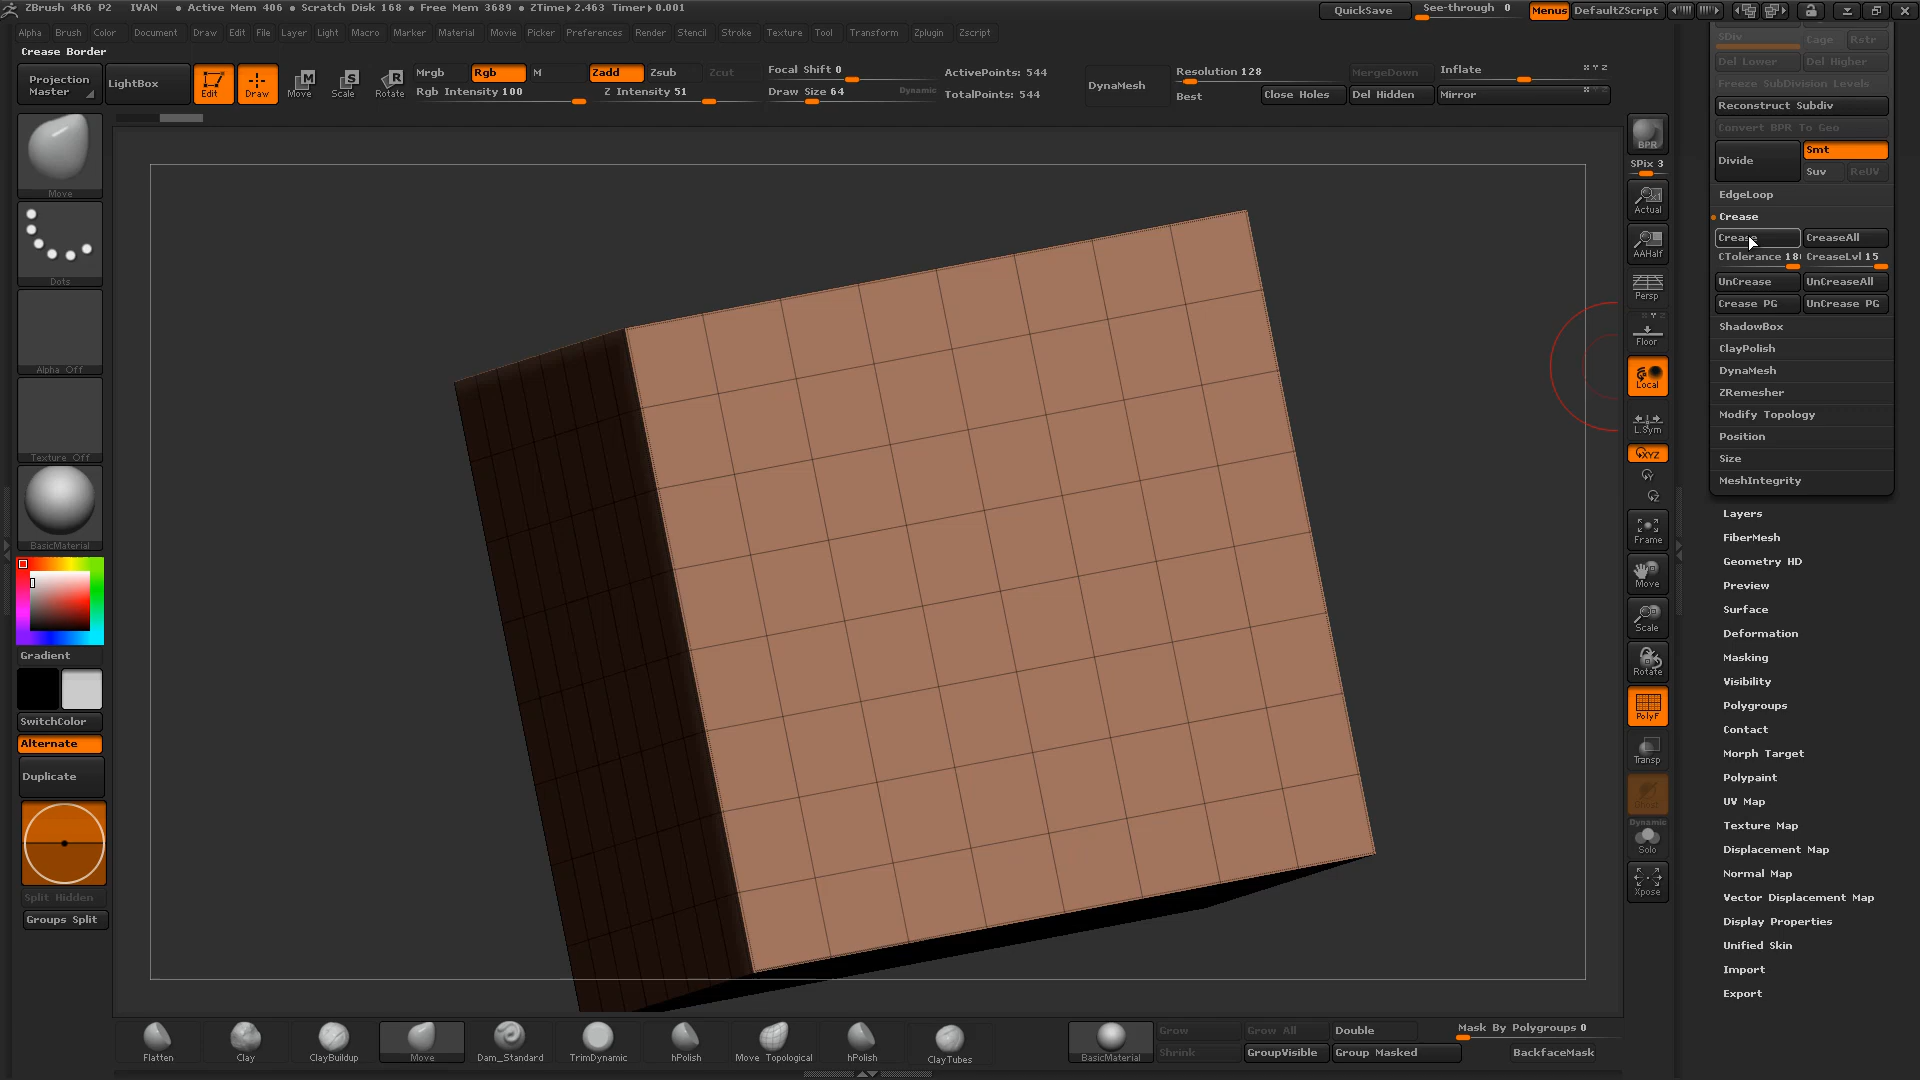 ZBrush 4R6 P2 IVAN • Active Mem 406 • Scratch Disk 168 • Free Mem 3689 • ZTime▸2.463 Timer▸0.001
QuickSave
See-through 0
Menus
DefaultZScript
Alpha Brush Color Document Draw Edit File Layer Light Macro Marker Material Movie Picker Preferences Render Stencil Stroke Texture Tool Transform Zplugin Zscript
Crease Border
Projection Master
LightBox
Edit
Draw
Move
Scale
Rotate
Mrgb Rgb M
Rgb Intensity 100
Zadd Zsub Zcut
Z Intensity 51
Focal Shift 0
Draw Size 64
Dynamic
ActivePoints: 544
TotalPoints: 544
DynaMesh
Resolution 128
Best
Close Holes
MergeDown
Del Hidden
Inflate
Mirror
Move
Dots
Alpha Off
Texture Off
BasicMaterial
Gradient
SwitchColor
Alternate
Duplicate
Split Hidden
Groups Split
BPR
SPix 3
Actual
AAHalf
Persp
Floor
Local
L.Sym
XYZ
Y
Z
Frame
Move
Scale
Rotate
PolyF
Transp
Ghost
Dynamic
Solo
Xpose
SDiv
Cage
Rstr
Del Lower
Del Higher
Freeze SubDivision Levels
Reconstruct Subdiv
Convert BPR To Geo
Divide
Smt
Suv
ReUV
EdgeLoop
Crease
Crease
CreaseAll
CTolerance 180
CreaseLvl 15
UnCrease
UnCreaseAll
Crease PG
UnCrease PG
ShadowBox
ClayPolish
DynaMesh
ZRemesher
Modify Topology
Position
Size
MeshIntegrity
Layers
FiberMesh
Geometry HD
Preview
Surface
Deformation
Masking
Visibility
Polygroups
Contact
Morph Target
Polypaint
UV Map
Texture Map
Displacement Map
Normal Map
Vector Displacement Map
Display Properties
Unified Skin
Import
Export
Flatten
Clay
ClayBuildup
Move
Dam_Standard
TrimDynamic
hPolish
Move Topological
hPolish
ClayTubes
BasicMaterial
Grow
Grow All
Double
Mask By Polygroups 0
Shrink
GroupVisible
Group Masked
BackfaceMask